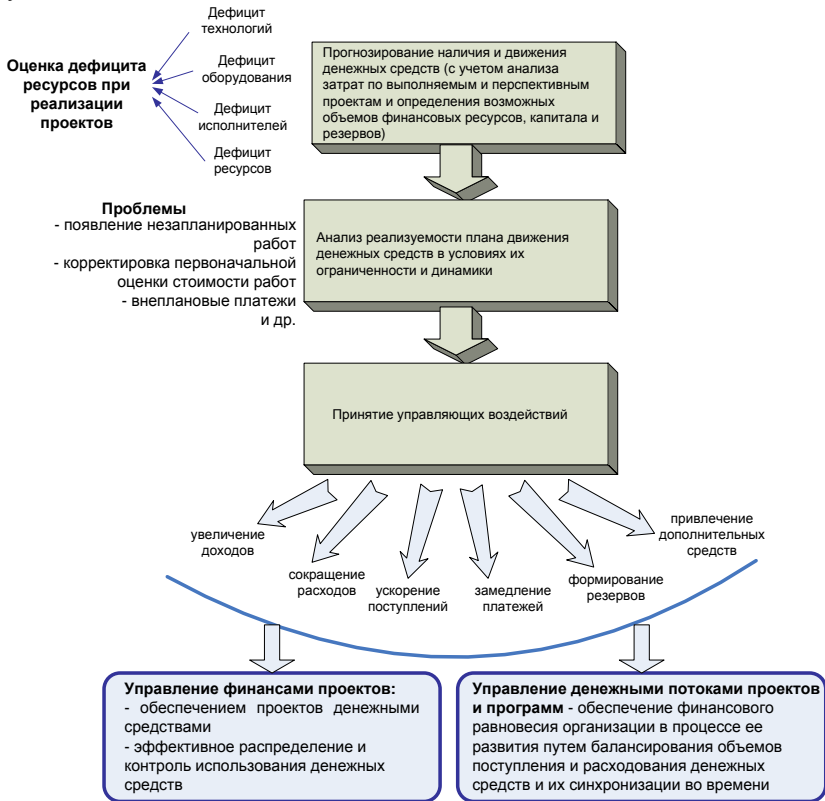 Дефицит
технологий
Оценка дефицита
ресурсов при
реализации
проектов
Дефицит
оборудования
Дефицит
исполнителей
Дефицит
ресурсов
Прогнозирование наличия и движения
денежных средств (с учетом анализа
затрат по выполняемым и перспективным
проектам и определения возможных
объемов финансовых ресурсов, капитала и
резервов)
Проблемы
- появление незапланированных
работ
- корректировка первоначальной
оценки стоимости работ
- внеплановые платежи
и др.
Анализ реализуемости плана движения
денежных средств в условиях их
ограниченности и динамики
Принятие управляющих воздействий
увеличение
доходов
сокращение
расходов
ускорение
поступлений
замедление
платежей
формирование
резервов
привлечение
дополнительных
средств
Управление финансами проектов:
- обеспечением проектов денежными
средствами
- эффективное распределение и
контроль использования денежных
средств
Управление денежными потоками проектов
и программ - обеспечение финансового
равновесия организации в процессе ее
развития путем балансирования объемов
поступления и расходования денежных
средств и их синхронизации во времени